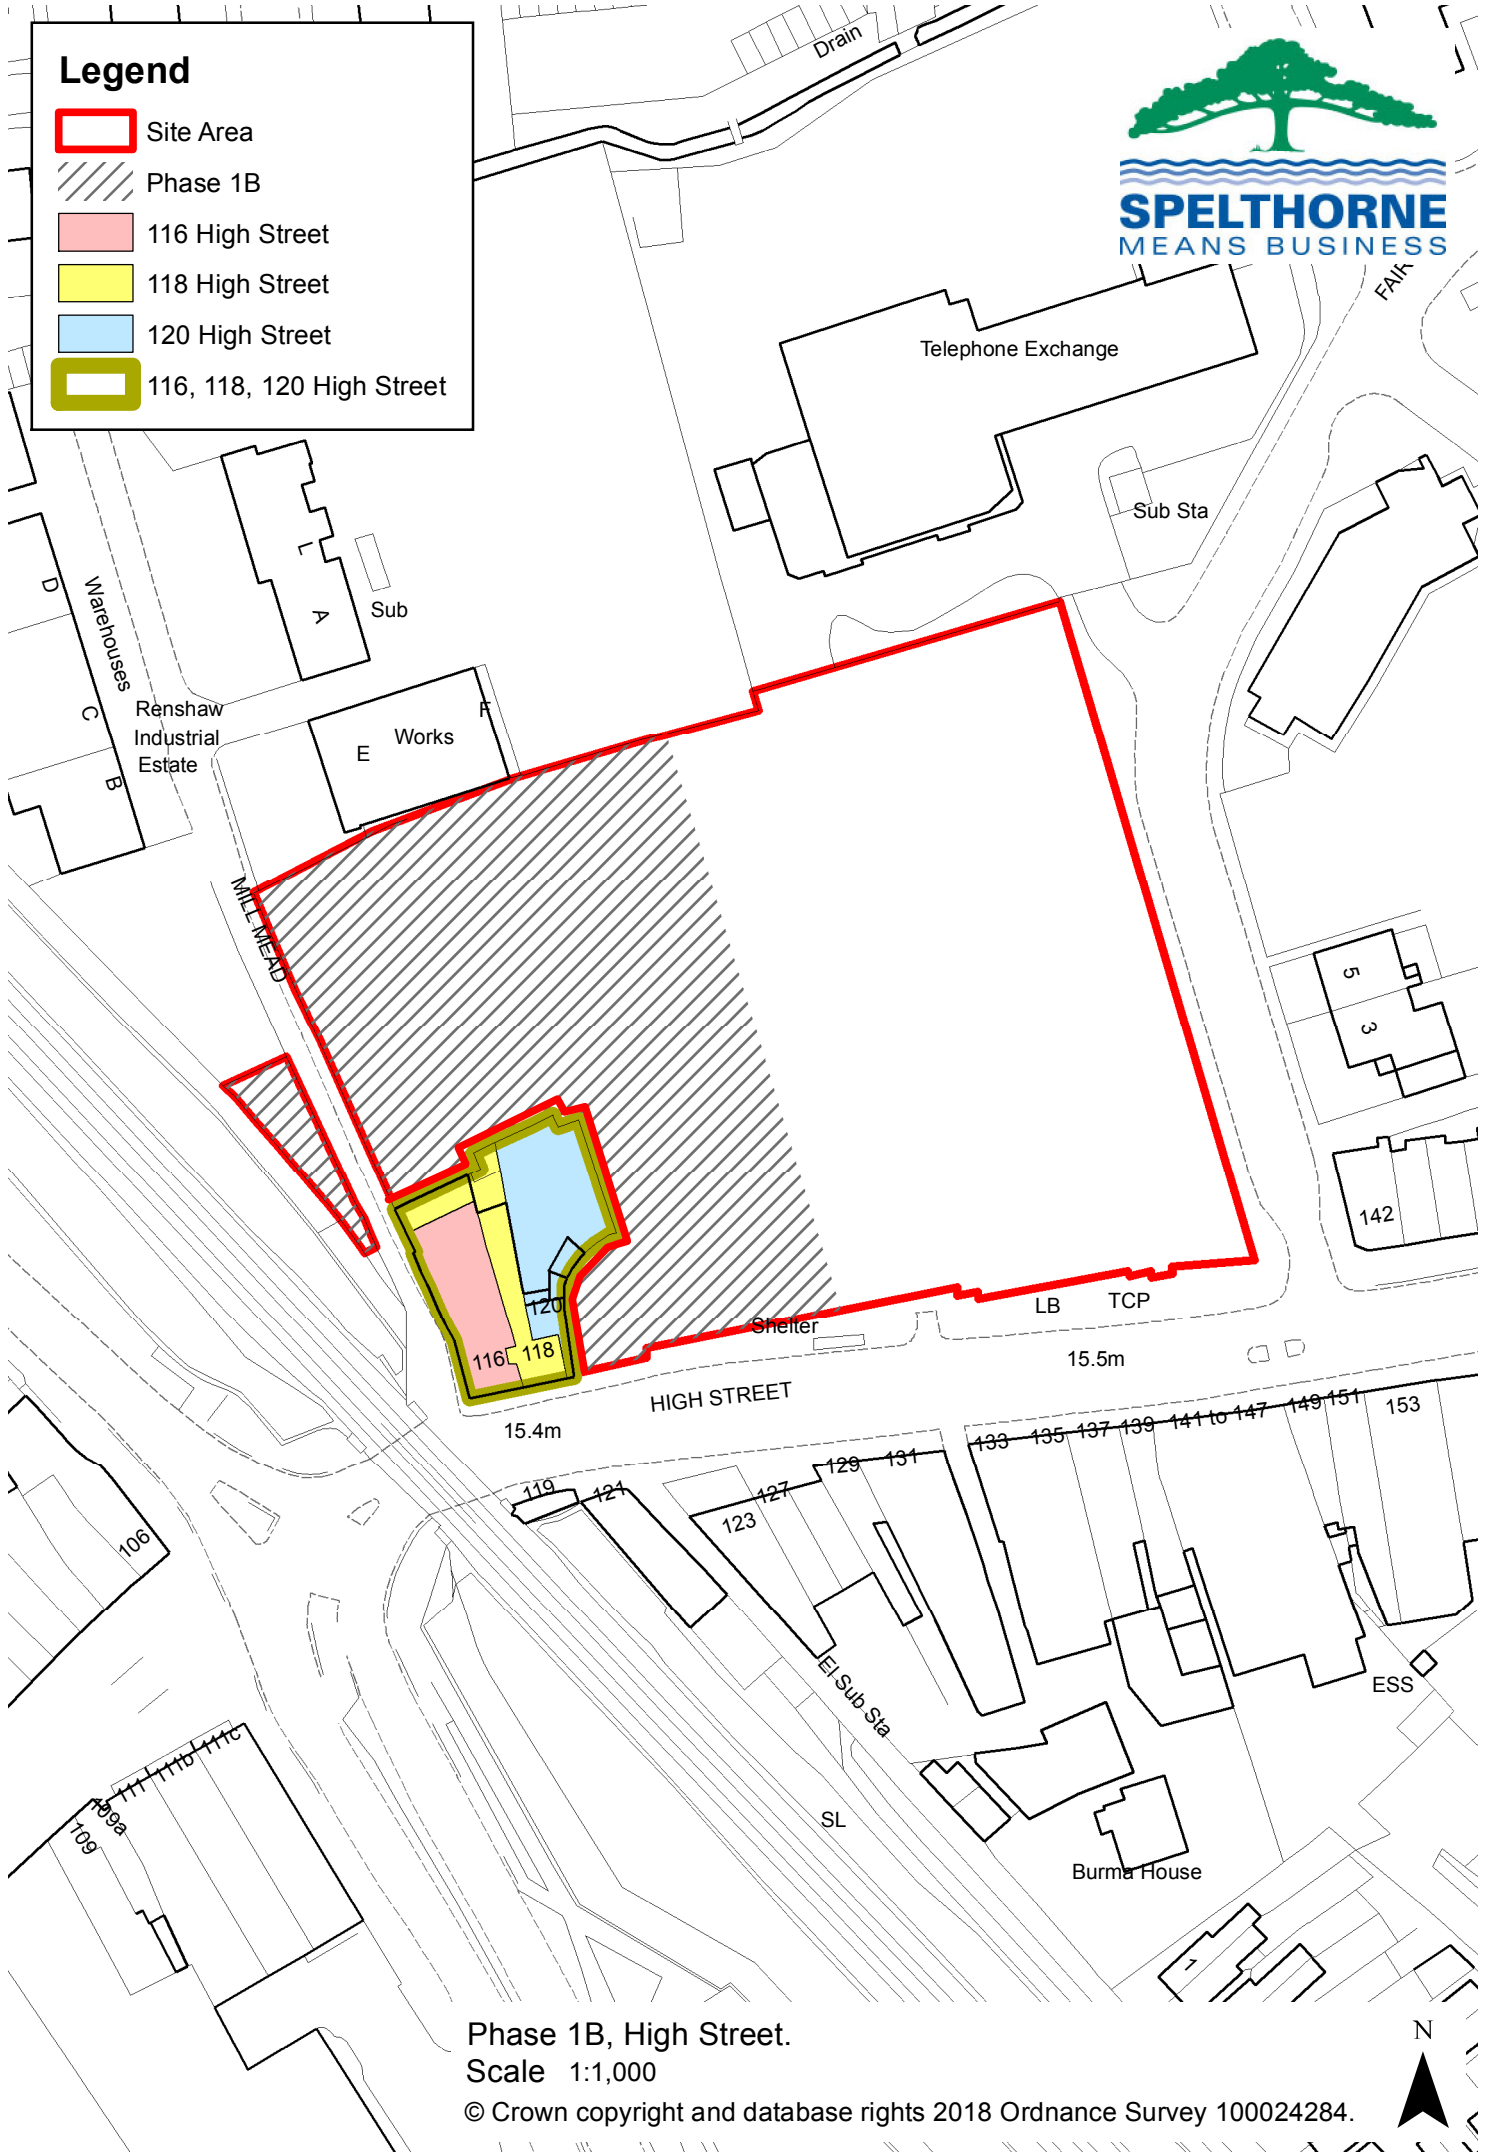 Legend
Site Area
Phase 1B
116 High Street
118 High Street
120 High Street
116, 118, 120 High Street
SPELTHORNE
MEANS BUSINESS
Drain
FAIR
Telephone Exchange
Sub Sta
L
A
Sub
D
Warehouses
C
B
Renshaw
Industrial
Estate
F
E
Works
MILL MEAD
5
3
142
120
118
116
Shelter
LB
TCP
15.5m
HIGH STREET
15.4m
119
121
123
127
129
131
133
135
137
139
141 to 147
149
151
153
106
El Sub Sta
ESS
111c
111b
111
109a
109
SL
Burma House
1
Phase 1B, High Street.
Scale 1:1,000
© Crown copyright and database rights 2018 Ordnance Survey 100024284.
N